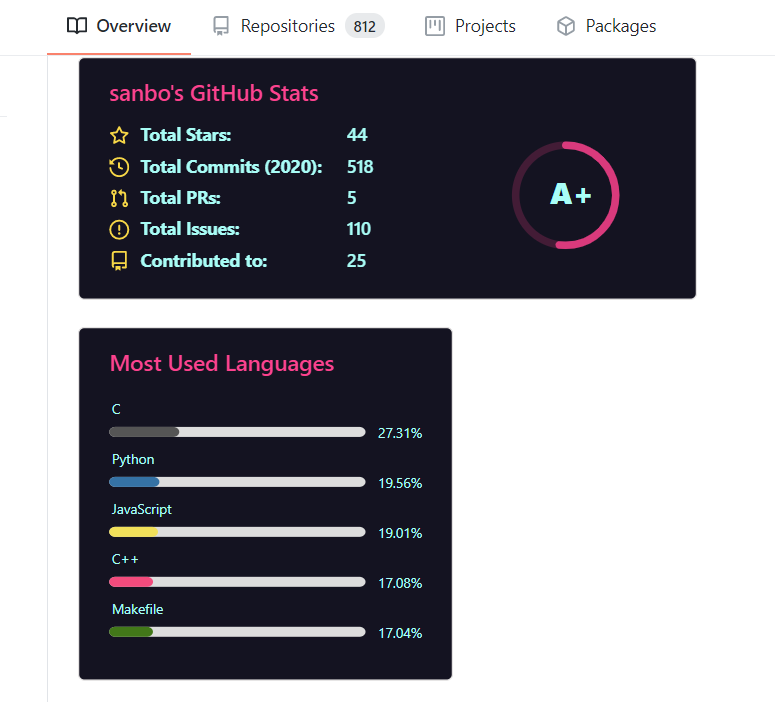 Overview Repositories 812 Projects Packages
sanbo's GitHub Stats
Total Stars: 44
Total Commits (2020): 518
Total PRs: 5
Total Issues: 110
Contributed to: 25
A+
Most Used Languages
C
27.31%
Python
19.56%
JavaScript
19.01%
C++
17.08%
Makefile
17.04%